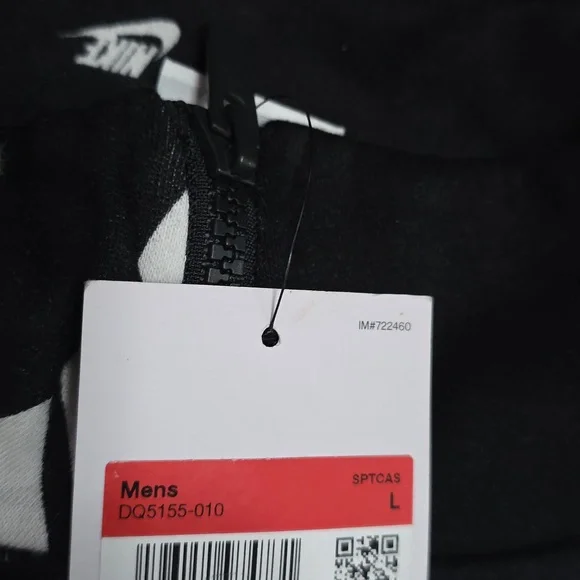 NIKE
IM#722460
Mens
SPTCAS
DQ5155-010
L